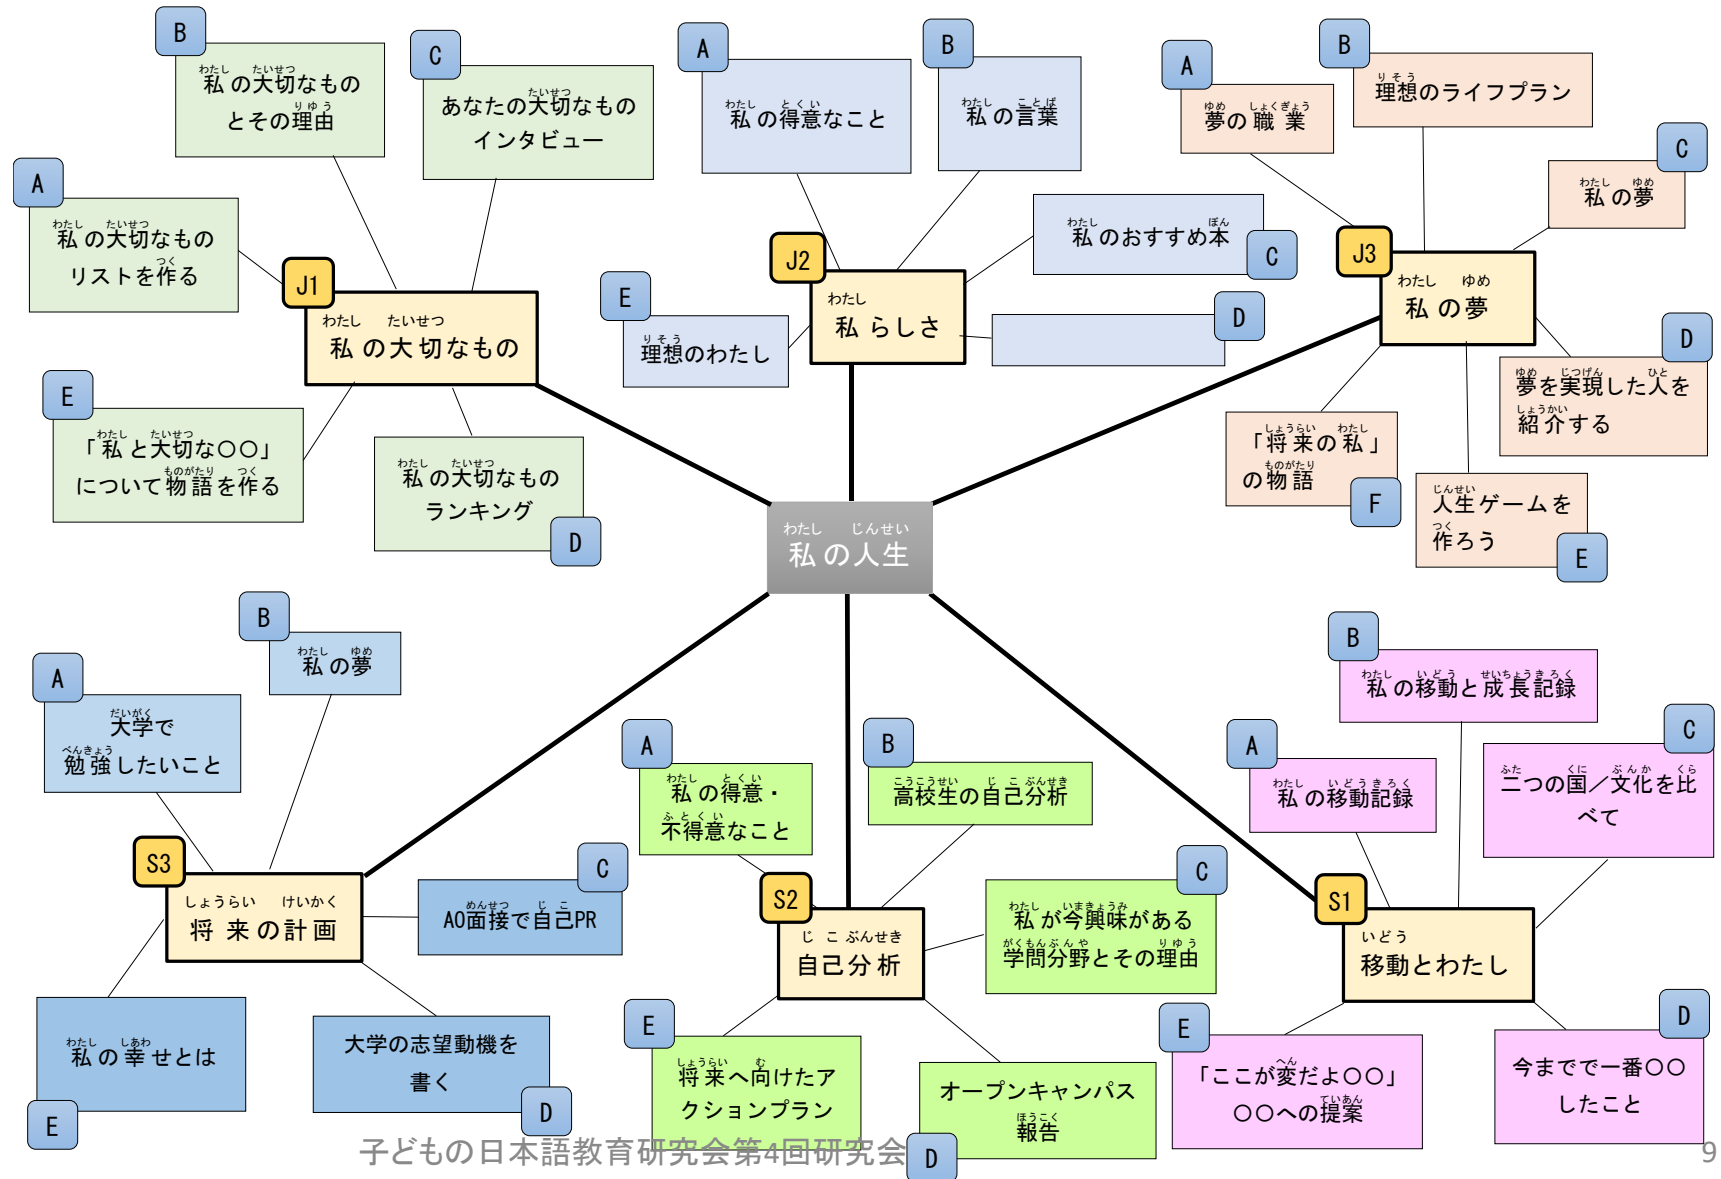 J1
私の大切なもの
A
私の大切なもの
リストを作る
B
私の大切なもの
とその理由
C
あなたの大切なもの
インタビュー
D
私の大切なもの
ランキング
E
「私と大切な〇〇」
について物語を作る
J2
私らしさ
A
私の得意なこと
B
私の言葉
C
私のおすすめ本
D
E
理想のわたし
J3
私の夢
A
夢の職業
B
理想のライフプラン
C
私の夢
D
夢を実現した人を
紹介する
E
人生ゲームを
作ろう
F
「将来の私」
の物語
私の人生
S3
将来の計画
A
大学で
勉強したいこと
B
私の夢
C
AO面接で自己PR
D
大学の志望動機を
書く
E
私の幸せとは
S2
自己分析
A
私の得意・
不得意なこと
B
高校生の自己分析
C
私が今興味がある
学問分野とその理由
D
オープンキャンパス
報告
E
将来へ向けたア
クションプラン
S1
移動とわたし
A
私の移動記録
B
私の移動と成長記録
C
二つの国／文化を比
べて
D
今までで一番〇〇
したこと
E
「ここが変だよ〇〇」
〇〇への提案
子どもの日本語教育研究会第4回研究会
9